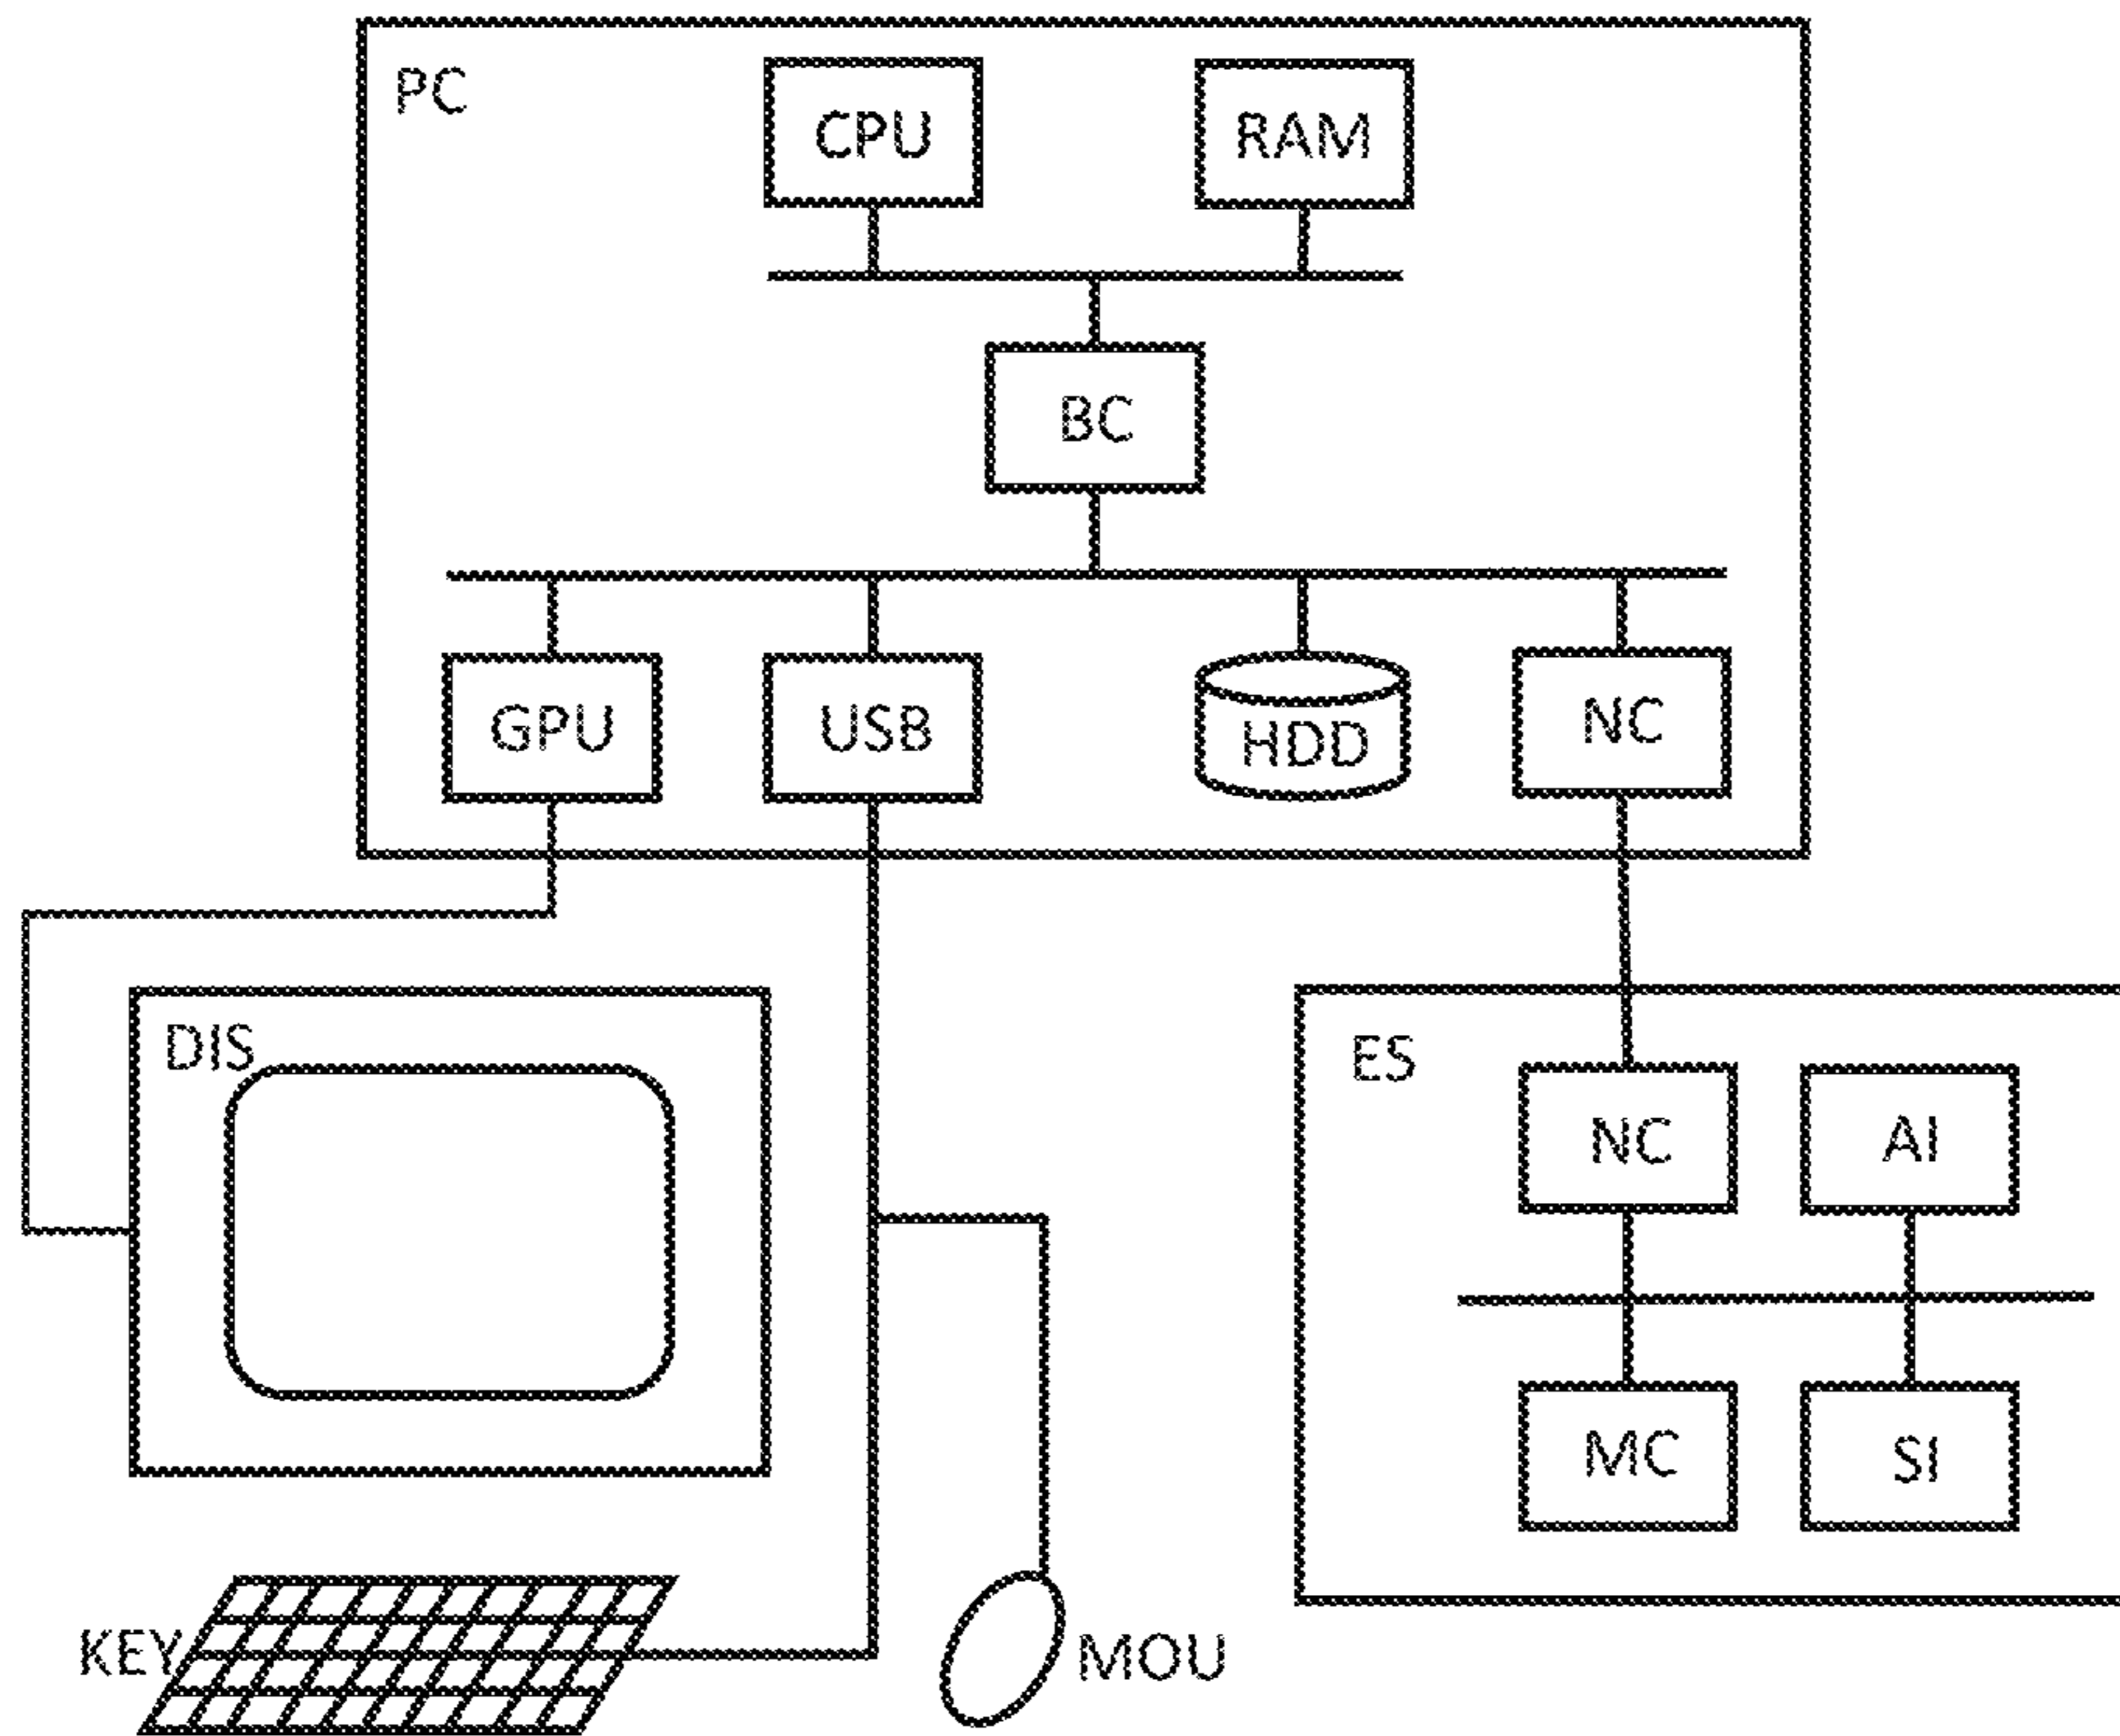 PC
CPU
RAM
BC
GPU
USB
HDD
NC
DIS
ES
NC
AI
MC
SI
KEY
MOU